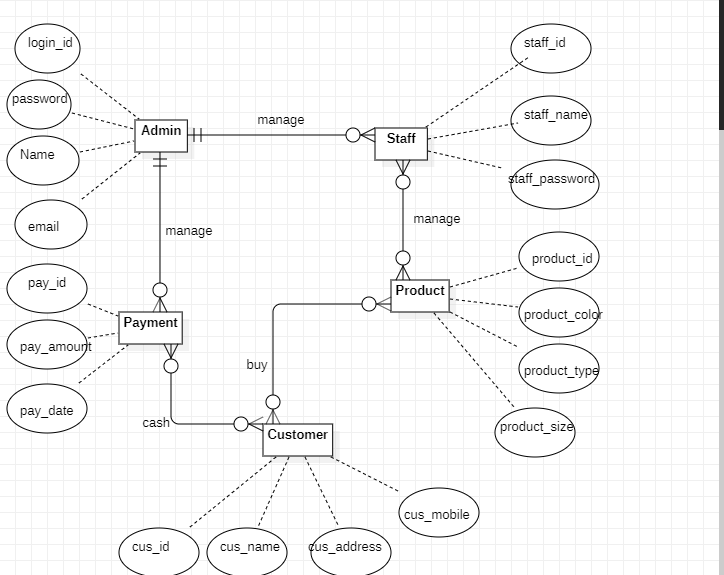 login_id
staff_id
password
staff_name
Admin
manage
Staff
Name
staff_password
email
manage
manage
product_id
pay_id
Product
product_color
Payment
pay_amount
buy
product_type
pay_date
cash
Customer
product_size
cus_mobile
cus_id
cus_name
cus_address